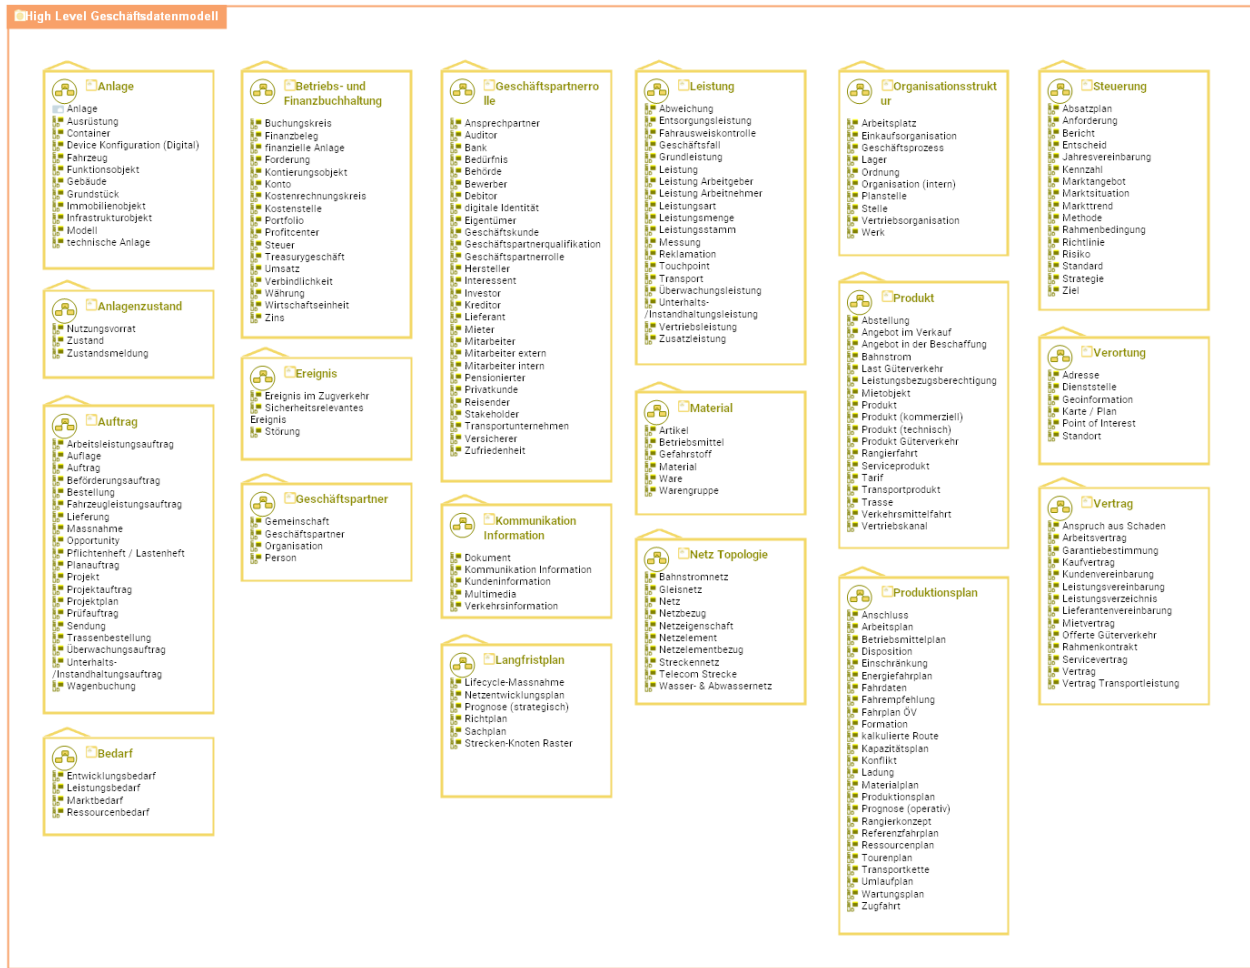 High Level Geschäftsdatenmodell
Anlage
Anlage
Ausrüstung
Container
Device Konfiguration (Digital)
Fahrzeug
Funktionsobjekt
Gebäude
Grundstück
Immobilienobjekt
Infrastrukturobjekt
Modell
technische Anlage
Anlagenzustand
Nutzungsvorrat
Zustand
Zustandsmeldung
Auftrag
Arbeitsleistungsauftrag
Auflage
Auftrag
Beförderungsauftrag
Bestellung
Fahrzeugleistungsauftrag
Lieferung
Massnahme
Opportunity
Pflichtenheft / Lastenheft
Planauftrag
Projekt
Projektauftrag
Projektplan
Prüfauftrag
Sendung
Trassenbestellung
Überwachungsauftrag
Unterhalts-
/Instandhaltungsauftrag
Wagenbuchung
Bedarf
Entwicklungsbedarf
Leistungsbedarf
Marktbedarf
Ressourcenbedarf
Betriebs- und
Finanzbuchhaltung
Buchungskreis
Finanzbeleg
finanzielle Anlage
Forderung
Kontierungsobjekt
Konto
Kostenrechnungskreis
Kostenstelle
Portfolio
Profitcenter
Steuer
Treasurygeschäft
Umsatz
Verbindlichkeit
Währung
Wirtschaftseinheit
Zins
Ereignis
Ereignis im Zugverkehr
Sicherheitsrelevantes
Ereignis
Störung
Geschäftspartner
Gemeinschaft
Geschäftspartner
Organisation
Person
Geschäftspartnerro
lle
Ansprechpartner
Auditor
Bank
Bedürfnis
Behörde
Bewerber
Debitor
digitale Identität
Eigentümer
Geschäftskunde
Geschäftspartnerqualifikation
Geschäftspartnerrolle
Hersteller
Interessent
Investor
Kreditor
Lieferant
Mieter
Mitarbeiter
Mitarbeiter extern
Mitarbeiter intern
Pensionierter
Privatkunde
Reisender
Stakeholder
Transportunternehmen
Versicherer
Zufriedenheit
Kommunikation
Information
Dokument
Kommunikation Information
Kundeninformation
Multimedia
Verkehrsinformation
Langfristplan
Lifecycle-Massnahme
Netzentwicklungsplan
Prognose (strategisch)
Richtplan
Sachplan
Strecken-Knoten Raster
Leistung
Abweichung
Entsorgungsleistung
Fahrausweiskontrolle
Geschäftsfall
Grundleistung
Leistung
Leistung Arbeitgeber
Leistung Arbeitnehmer
Leistungsart
Leistungsmenge
Leistungsstamm
Messung
Reklamation
Touchpoint
Transport
Überwachungsleistung
Unterhalts-
/Instandhaltungsleistung
Vertriebsleistung
Zusatzleistung
Material
Artikel
Betriebsmittel
Gefahrstoff
Material
Ware
Warengruppe
Netz Topologie
Bahnstromnetz
Gleisnetz
Netz
Netzbezug
Netzeigenschaft
Netzelement
Netzelementbezug
Streckennetz
Telecom Strecke
Wasser- & Abwassernetz
Organisationsstrukt
ur
Arbeitsplatz
Einkaufsorganisation
Geschäftsprozess
Lager
Ordnung
Organisation (intern)
Planstelle
Stelle
Vertriebsorganisation
Werk
Produkt
Abstellung
Angebot im Verkauf
Angebot in der Beschaffung
Bahnstrom
Last Güterverkehr
Leistungsbezugsberechtigung
Mietobjekt
Produkt
Produkt (kommerziell)
Produkt (technisch)
Produkt Güterverkehr
Rangierfahrt
Serviceprodukt
Tarif
Transportprodukt
Trasse
Verkehrsmittelfahrt
Vertriebskanal
Produktionsplan
Anschluss
Arbeitsplan
Betriebsmittelplan
Disposition
Einschränkung
Energiefahrplan
Fahrdaten
Fahrempfehlung
Fahrplan ÖV
Formation
kalkulierte Route
Kapazitätsplan
Konflikt
Ladung
Materialplan
Produktionsplan
Prognose (operativ)
Rangierkonzept
Referenzfahrplan
Ressourcenplan
Tourenplan
Transportkette
Umlaufplan
Wartungsplan
Zugfahrt
Steuerung
Absatzplan
Anforderung
Bericht
Entscheid
Jahresvereinbarung
Kennzahl
Marktangebot
Marktsituation
Markttrend
Methode
Rahmenbedingung
Richtlinie
Risiko
Standard
Strategie
Ziel
Verortung
Adresse
Dienststelle
Geoinformation
Karte / Plan
Point of Interest
Standort
Vertrag
Anspruch aus Schaden
Arbeitsvertrag
Garantiebestimmung
Kaufvertrag
Kundenvereinbarung
Leistungsvereinbarung
Leistungsverzeichnis
Lieferantenvereinbarung
Mietvertrag
Offerte Güterverkehr
Rahmenkontrakt
Servicevertrag
Vertrag
Vertrag Transportleistung